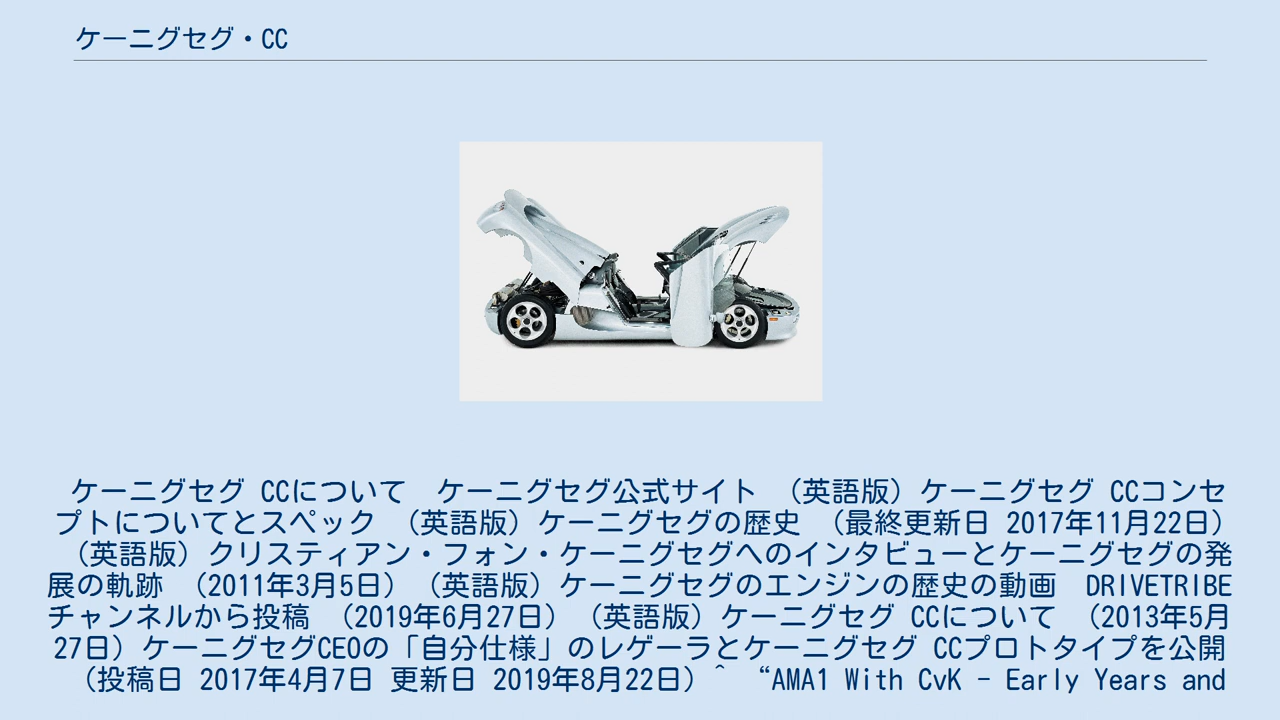 ケーニグセグ・CC
ケーニグセグ CCについて　ケーニグセグ公式サイト （英語版）ケーニグセグ CCコンセ
プトについてとスペック （英語版）ケーニグセグの歴史 （最終更新日 2017年11月22日）
（英語版）クリスティアン・フォン・ケーニグセグへのインタビューとケーニグセグの発
展の軌跡 （2011年3月5日）（英語版）ケーニグセグのエンジンの歴史の動画　DRIVETRIBE
チャンネルから投稿 （2019年6月27日）（英語版）ケーニグセグ CCについて （2013年5月
27日）ケーニグセグCEOの「自分仕様」のレゲーラとケーニグセグ CCプロトタイプを公開
（投稿日 2017年4月7日 更新日 2019年8月22日）^ “AMA1 With CvK - Early Years and